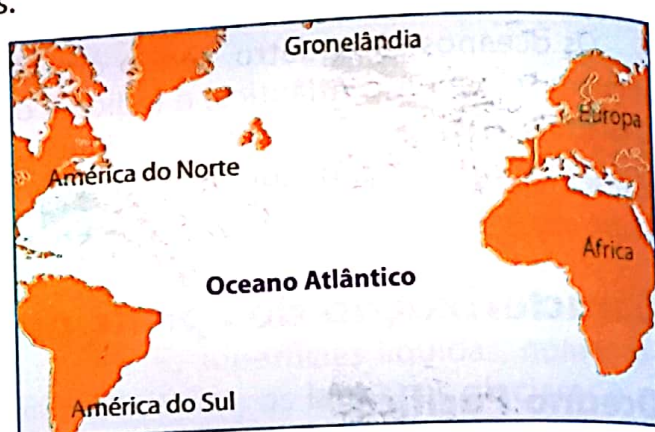 s.
Gronelândia
Europa
América do Norte
África
Oceano Atlântico
América do Sul